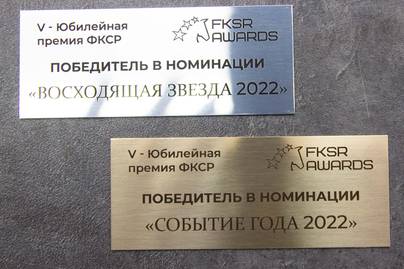 V - Юбилейная
премия ФКСР
FKSR
AWARDS
ПОБЕДИТЕЛЬ В НОМИНАЦИИ
«ВОСХОДЯЩАЯ ЗВЕЗДА 2022»
V - Юбилейная
премия ФКСР
FKSR
AWARDS
ПОБЕДИТЕЛЬ В НОМИНАЦИИ
«СОБЫТИЕ ГОДА 2022»